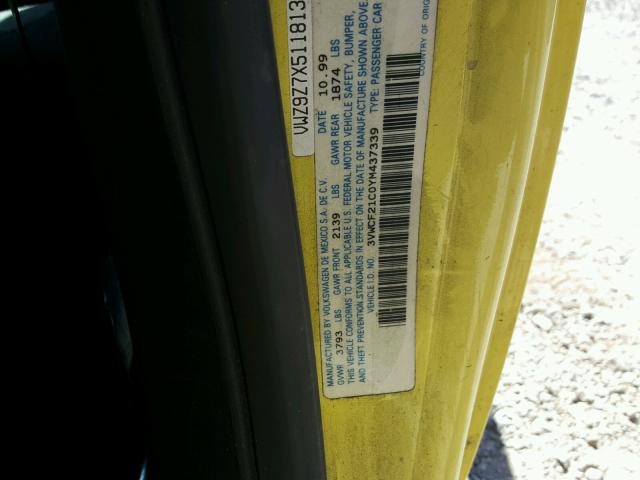 VWZ9Z7X511813
MANUFACTURED BY VOLKSWAGEN DE MEXICO S.A. DE C.V. DATE 10.99
GVWR 3793 LBS GAWR FRONT 2139 LBS GAWR REAR 1874 LBS
THIS VEHICLE CONFORMS TO ALL APPLICABLE U.S. FEDERAL MOTOR VEHICLE SAFETY, BUMPER,
AND THEFT PREVENTION STANDARDS IN EFFECT ON THE DATE OF MANUFACTURE SHOWN ABOVE.
VEHICLE I.D. NO. 3VWCF21C0YM437339 TYPE: PASSENGER CAR
COUNTRY OF ORIG